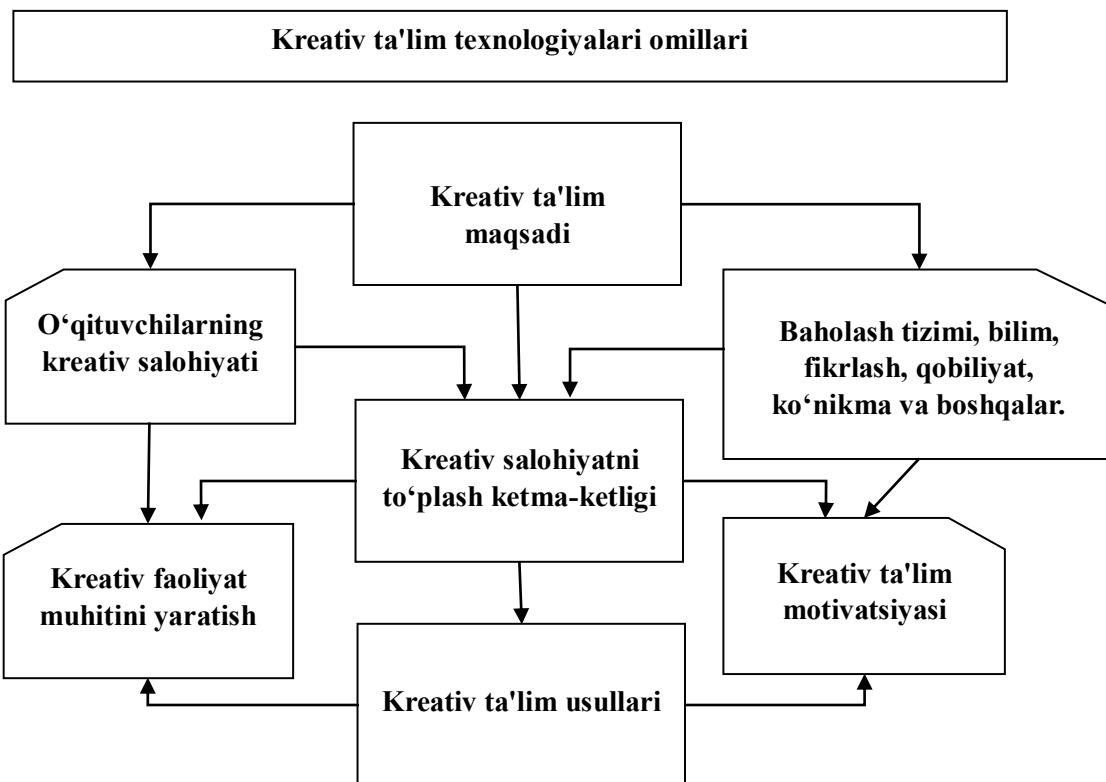 Kreativ ta'lim texnologiyalari omillari
Kreativ ta'lim
maqsadi
O‘qituvchilarning
kreativ salohiyati
Baholash tizimi, bilim,
fikrlash, qobiliyat,
ko‘nikma va boshqalar.
Kreativ salohiyatni
to‘plash ketma-ketligi
Kreativ faoliyat
muhitini yaratish
Kreativ ta'lim
motivatsiyasi
Kreativ ta'lim usullari